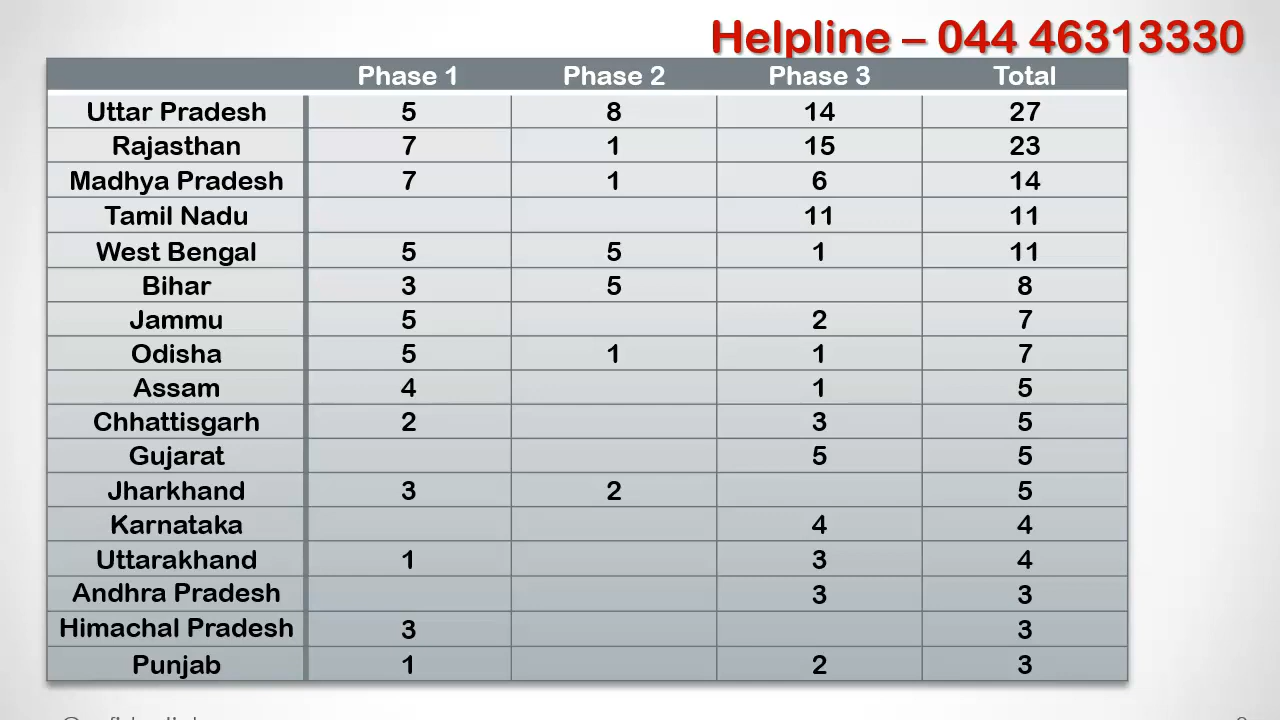 Helpline – 044 46313330
Phase 1 Phase 2 Phase 3 Total
Uttar Pradesh 5 8 14 27
Rajasthan 7 1 15 23
Madhya Pradesh 7 1 6 14
Tamil Nadu 11 11
West Bengal 5 5 1 11
Bihar 3 5 8
Jammu 5 2 7
Odisha 5 1 1 7
Assam 4 1 5
Chhattisgarh 2 3 5
Gujarat 5 5
Jharkhand 3 2 5
Karnataka 4 4
Uttarakhand 1 3 4
Andhra Pradesh 3 3
Himachal Pradesh 3 3
Punjab 1 2 3